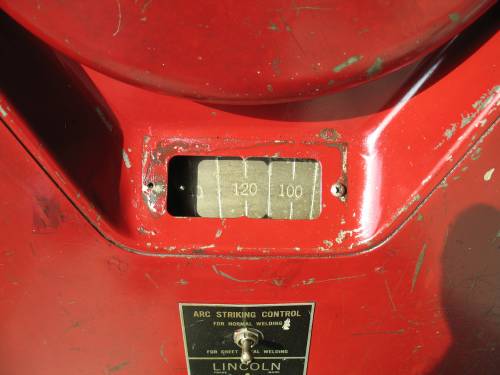 120 100
ARC STRIKING CONTROL
FOR NORMAL WELDING
FOR SHEET METAL WELDING
LINCOLN